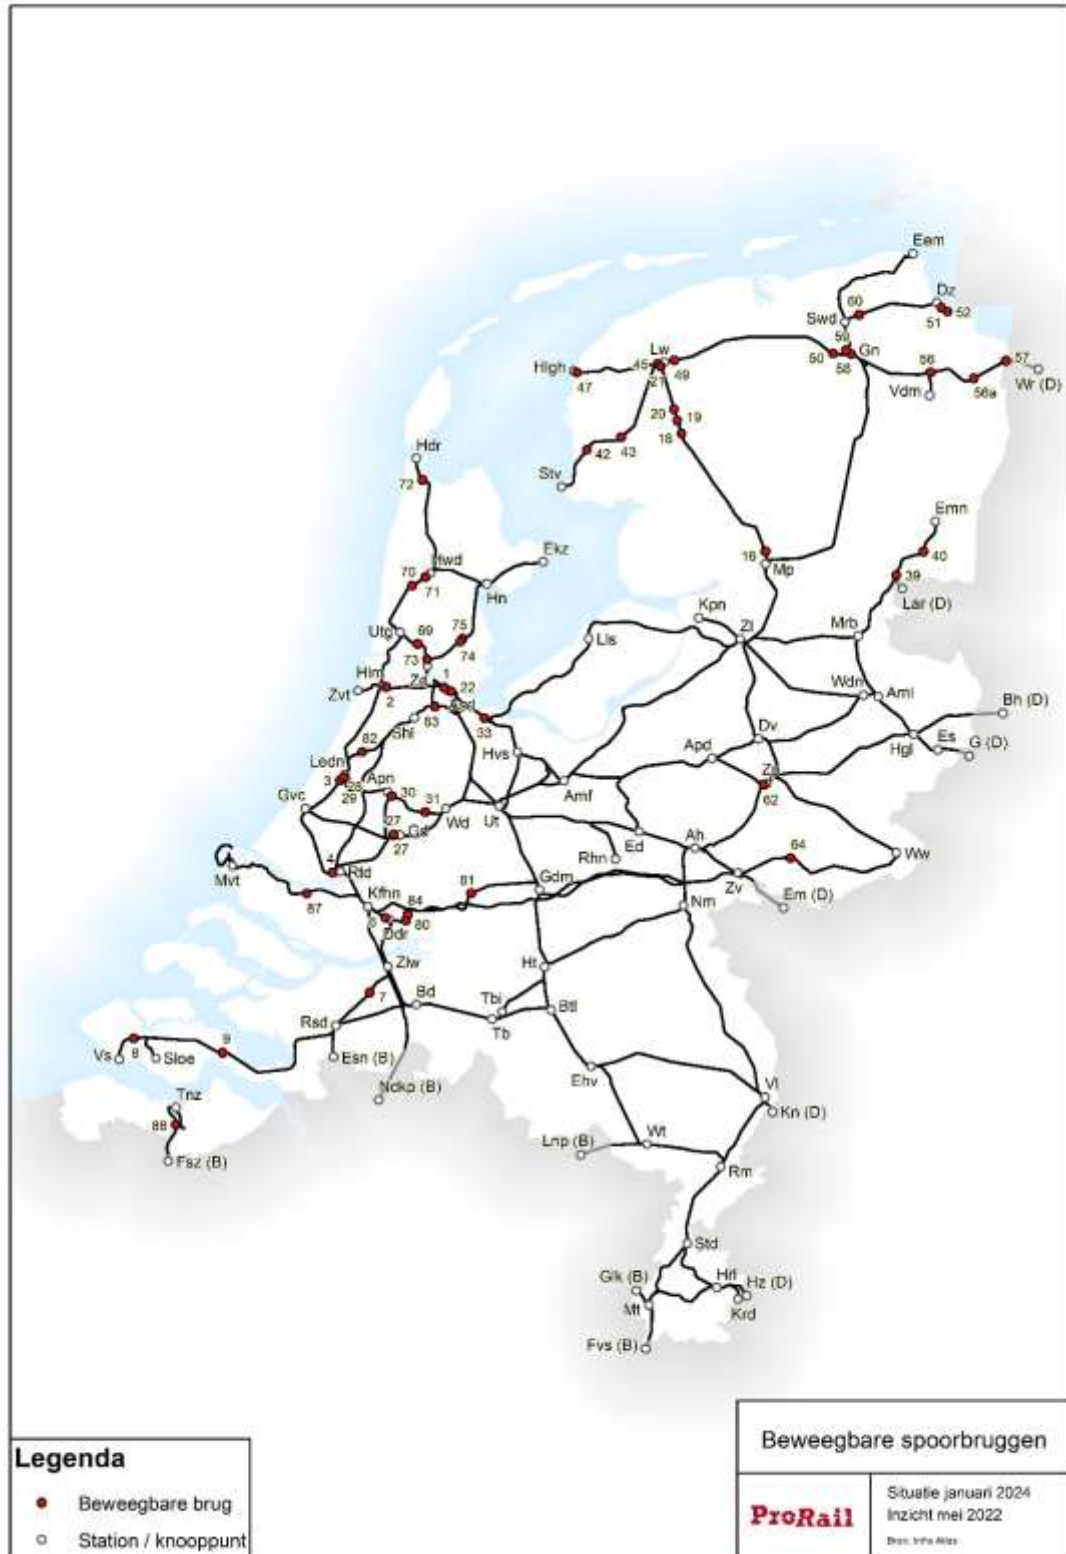 Eem
Dz
60
52
51
Swd
59
Gn
Lw
50
58
45
49
56
57
Hlgh
47
21
Wr (D)
Vdm
56a
20
19
18
43
42
Hdr
Stv
72
Emn
40
16
Ekz
Mp
Hwd
39
70
71
Hn
Lar (D)
Kpn
75
Utg
69
Zl
Mrb
Lls
74
73
Hlm
1
Zvt
2
22
Wdn
Aml
Bh (D)
Asd
83
Shl
33
Dv
Es
Hgl
G (D)
82
Hvs
Apd
Ledn
3
28
Apn
29
30
Amf
62
Gvc
31
27
Gd
Wd
Ut
27
Ed
Ah
Rhn
64
Ww
4
Rtd
Mvt
81
Gdm
Zv
Em (D)
87
Kfhn
84
Nm
Ddr
80
Zlw
Ht
7
Bd
Tbi
Btl
Rsd
Tb
9
8
Vs
Sloe
Esn (B)
Ehv
Ndkp (B)
Tnz
Vl
Kn (D)
88
Wt
Lnp (B)
Fsz (B)
Rm
Std
Glk (B)
Hrl
Hz (D)
Mt
Krd
Fvs (B)
Legenda
Beweegbare brug
Station / knooppunt
Beweegbare spoorbruggen
ProRail
Situatie januari 2024
Inzicht mei 2022
Bron: Infra Atlas